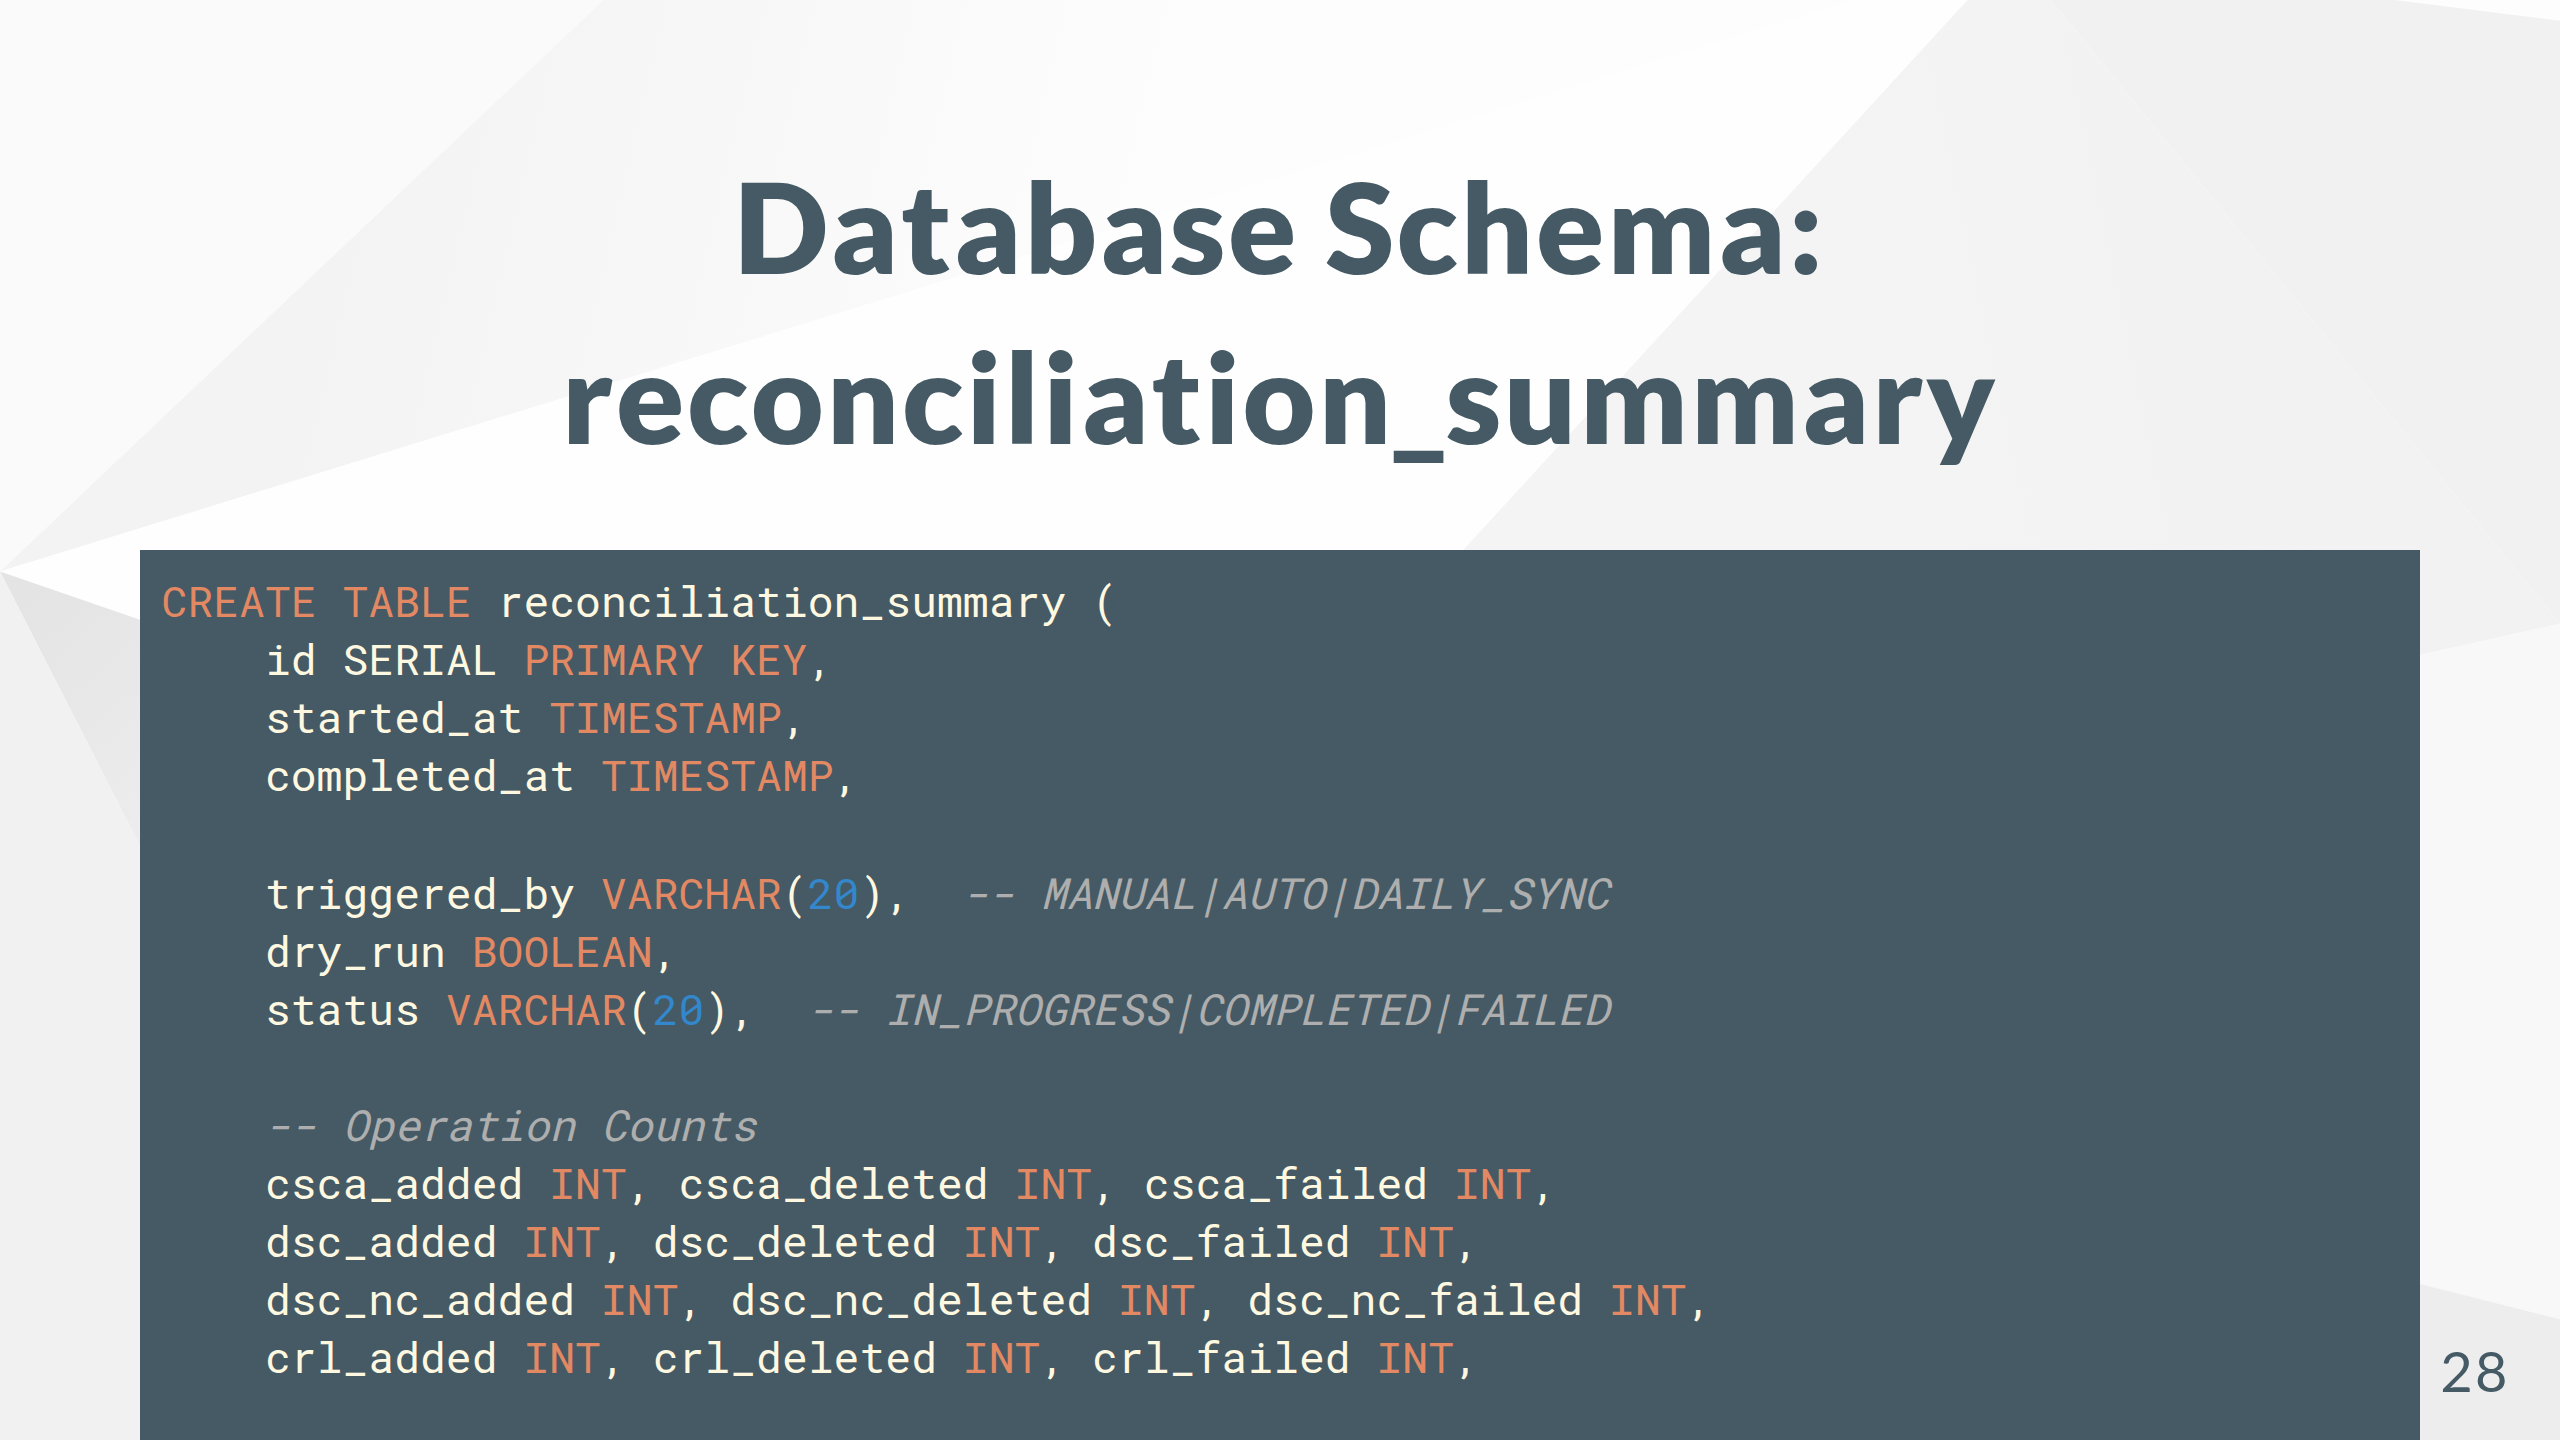 Database Schema:
reconciliation_summary
CREATE TABLE reconciliation_summary (
    id SERIAL PRIMARY KEY,
    started_at TIMESTAMP,
    completed_at TIMESTAMP,
    triggered_by VARCHAR(20),  -- MANUAL|AUTO|DAILY_SYNC
    dry_run BOOLEAN,
    status VARCHAR(20),  -- IN_PROGRESS|COMPLETED|FAILED
    -- Operation Counts
    csca_added INT, csca_deleted INT, csca_failed INT,
    dsc_added INT, dsc_deleted INT, dsc_failed INT,
    dsc_nc_added INT, dsc_nc_deleted INT, dsc_nc_failed INT,
    crl_added INT, crl_deleted INT, crl_failed INT,
28